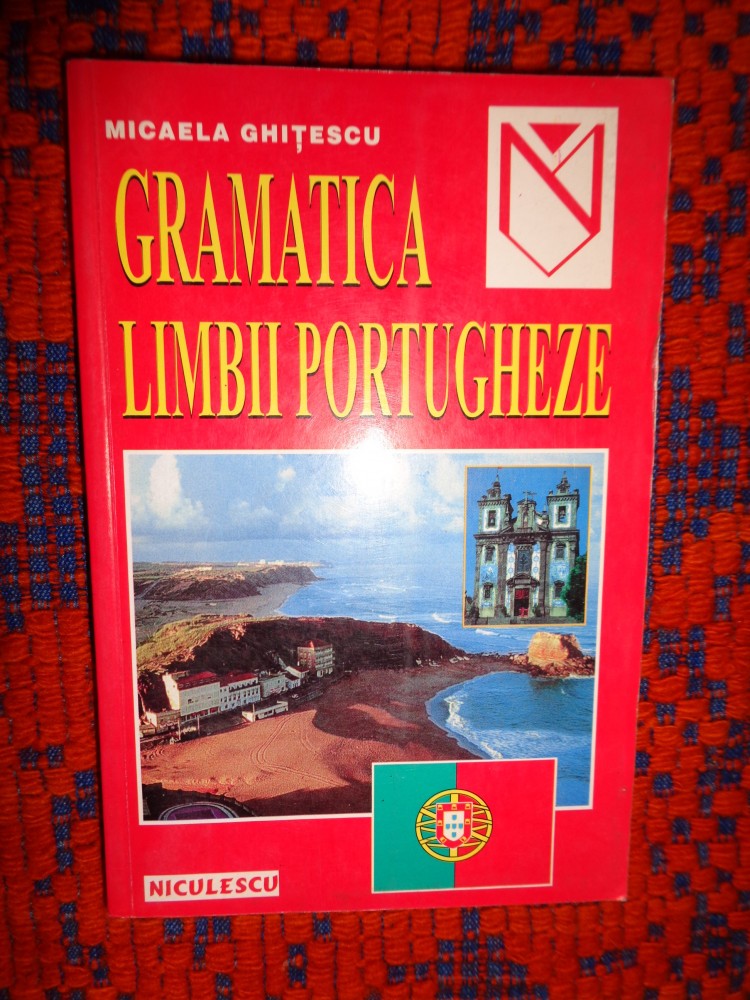 MICAELA GHIȚESCU
GRAMATICA
LIMBII PORTUGHEZE
NICULESCU